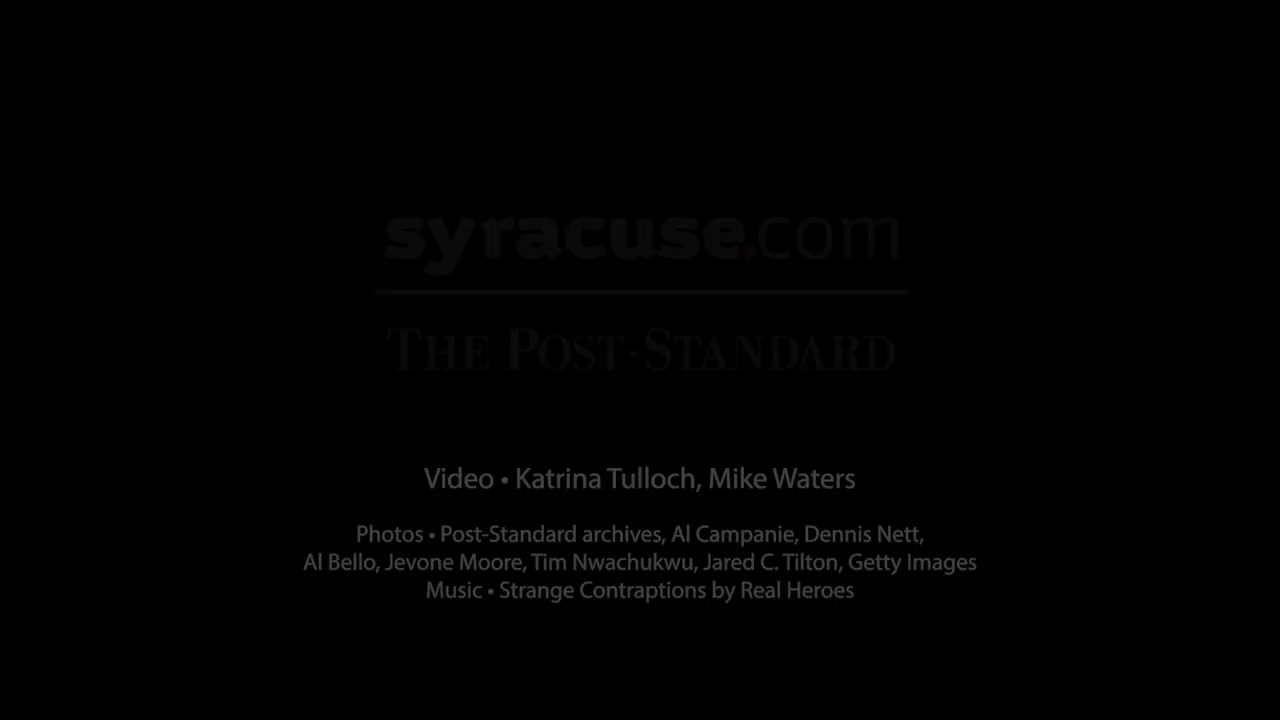 syracuse.com
THE POST-STANDARD
Video • Katrina Tulloch, Mike Waters
Photos • Post-Standard archives, Al Campanie, Dennis Nett,
Al Bello, Jevone Moore, Tim Nwachukwu, Jared C. Tilton, Getty Images
Music • Strange Contraptions by Real Heroes